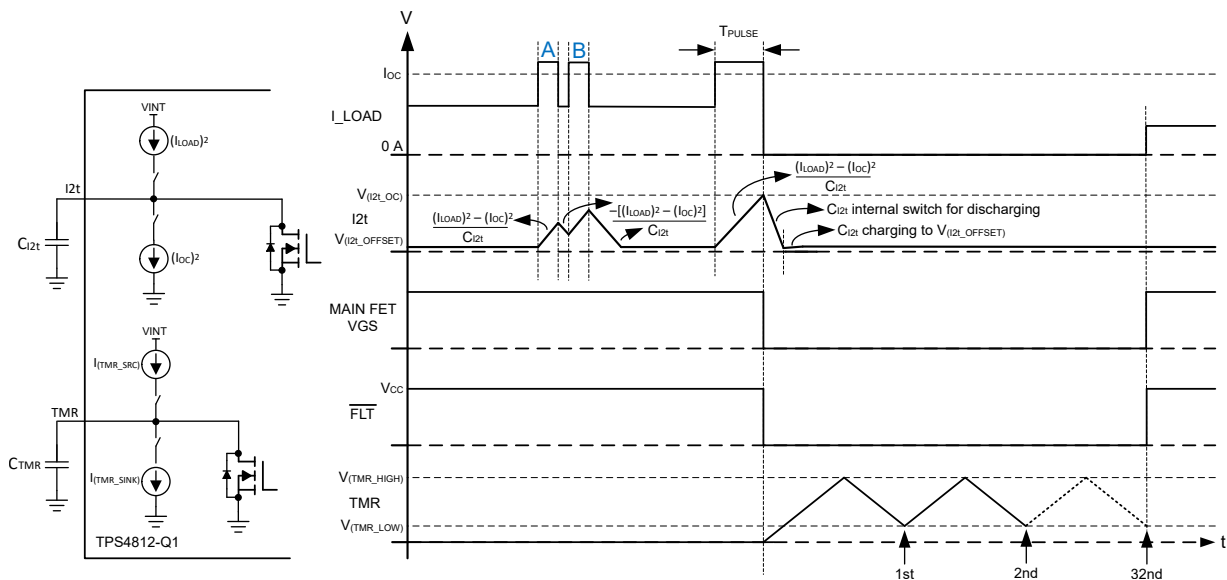 VINT
(ILOAD)²
I2t
CI2t
(IOC)²
VINT
I(TMR_SRC)
TMR
CTMR
I(TMR_SINK)
TPS4812-Q1
V
A
B
TPULSE
IOC
I_LOAD
0 A
V(I2t_OC)
I2t
V(I2t_OFFSET)
(ILOAD)² – (IOC)²
CI2t
–[(ILOAD)² – (IOC)²]
CI2t
(ILOAD)² – (IOC)²
CI2t
CI2t internal switch for discharging
CI2t charging to V(I2t_OFFSET)
MAIN FET
VGS
VCC
FLT
V(TMR_HIGH)
TMR
V(TMR_LOW)
t
1st
2nd
32nd